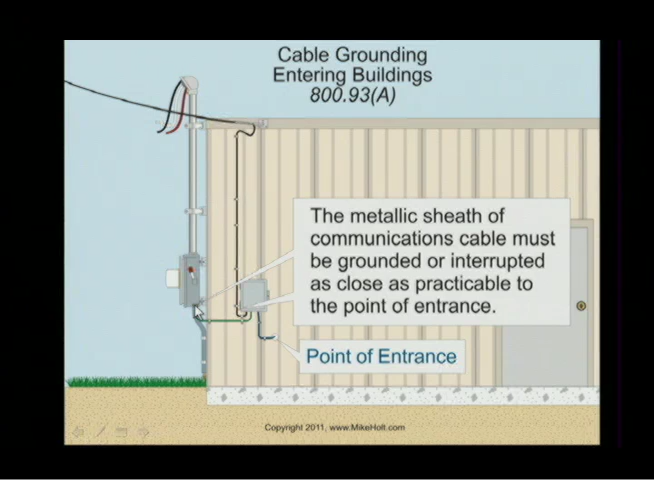 Cable Grounding
Entering Buildings
800.93(A)
The metallic sheath of
communications cable must
be grounded or interrupted
as close as practicable to
the point of entrance.
Point of Entrance
Copyright 2011, www.MikeHolt.com